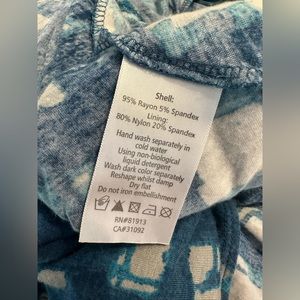 Shell:
95% Rayon 5% Spandex
Lining:
80% Nylon 20% Spandex
Hand wash separately in
cold water
Using non-biological
liquid detergent
Wash dark color separately
Reshape whilst damp
Dry flat
Do not iron embellishment
RN#81913
CA#31092